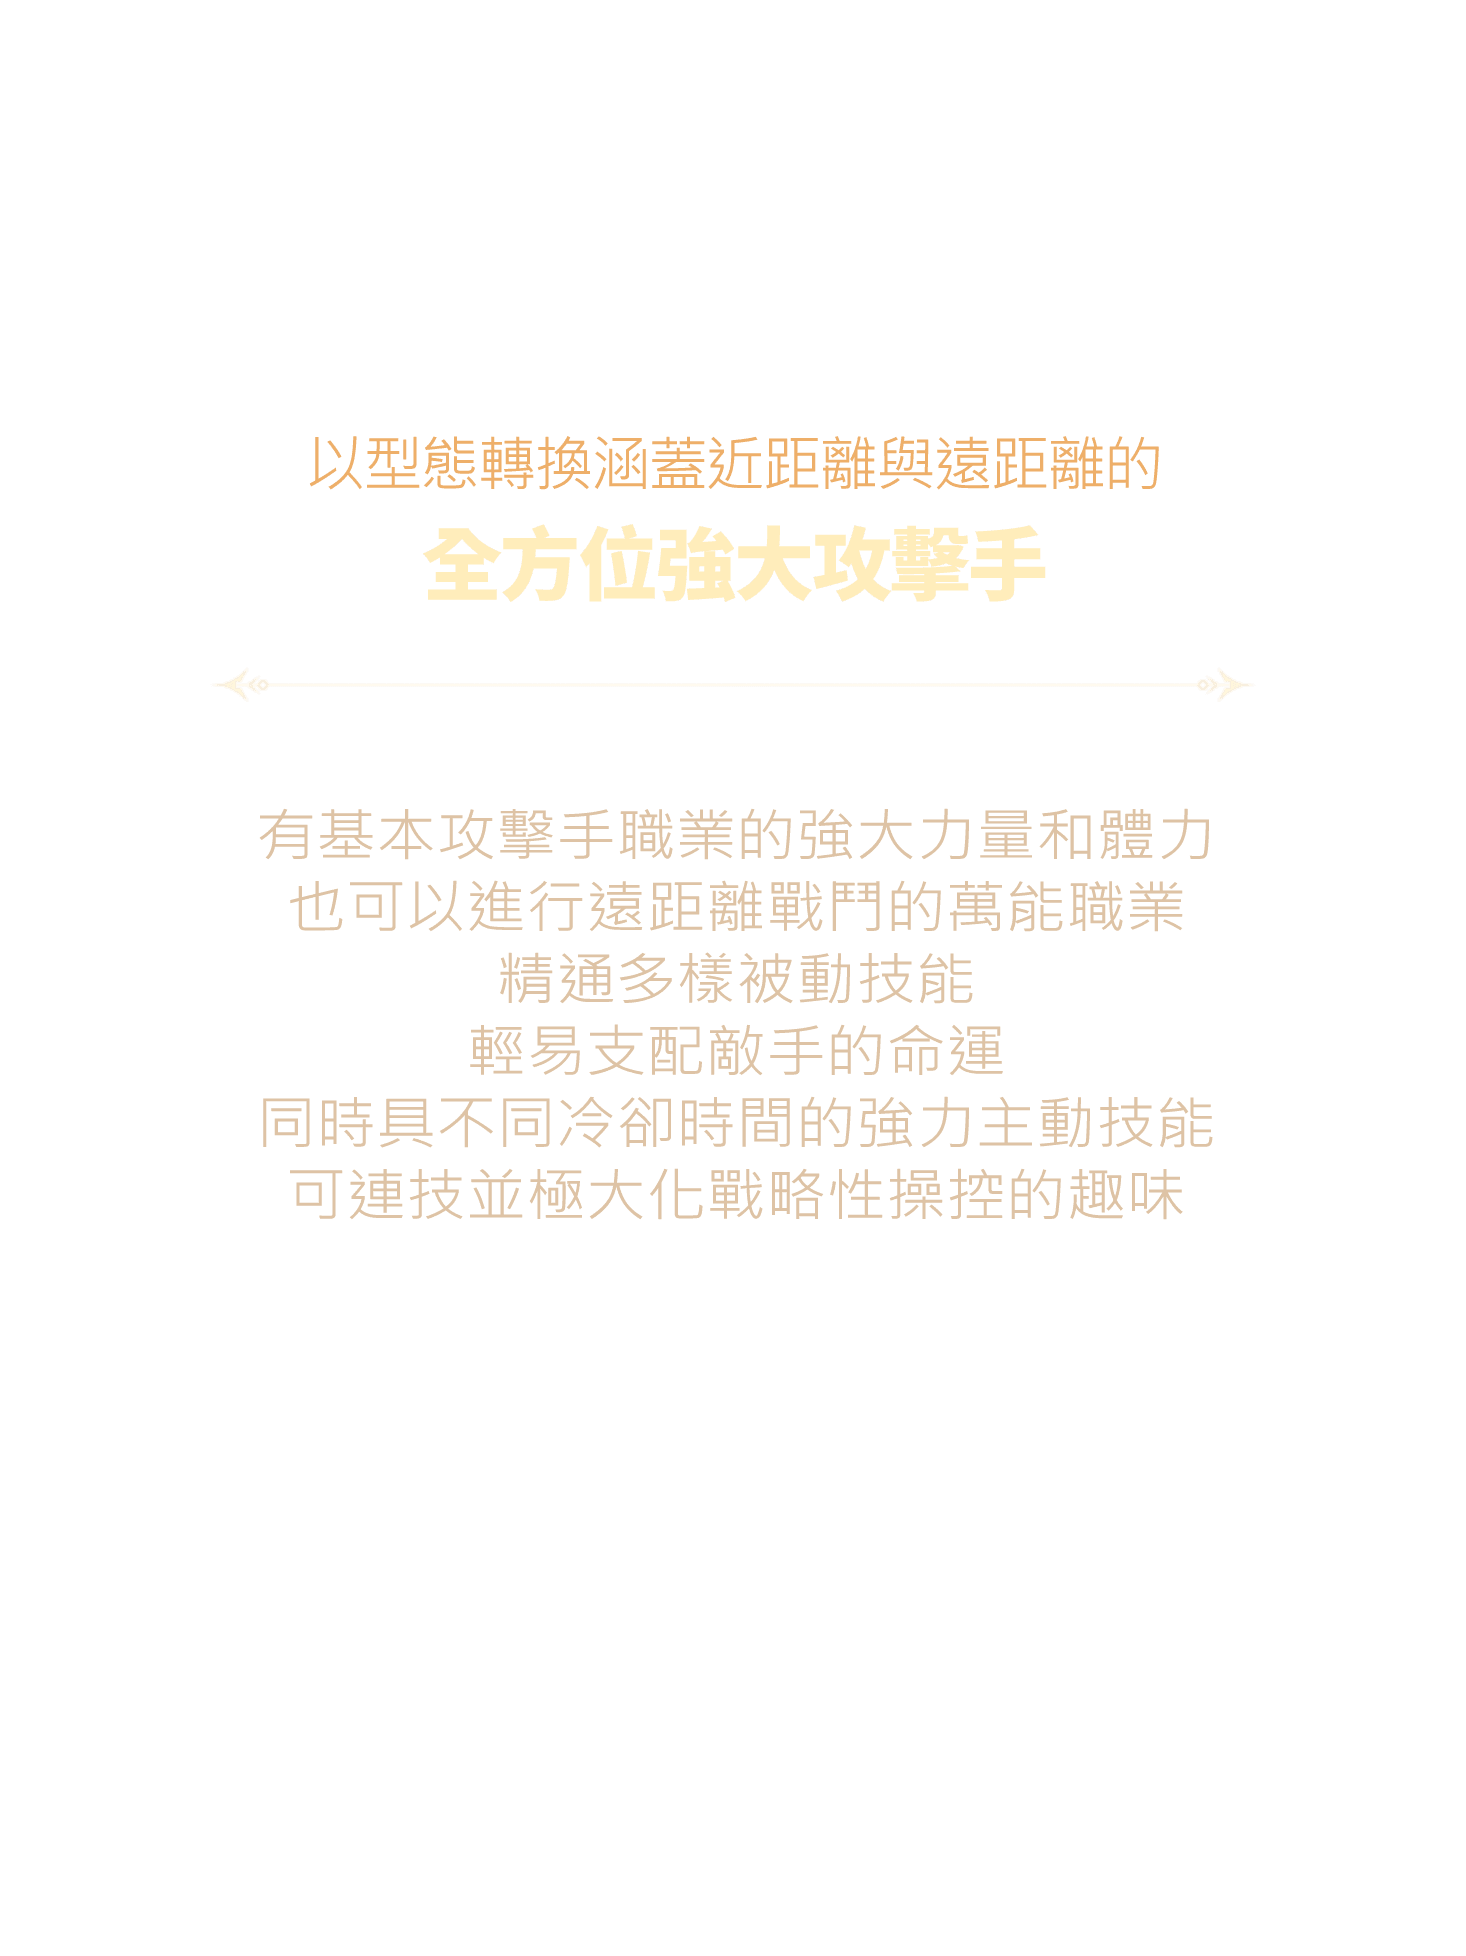 以型態轉換涵蓋近距離與遠距離的
全方位強大攻擊手
有基本攻擊手職業的強大力量和體力
也可以進行遠距離戰鬥的萬能職業
精通多樣被動技能
輕易支配敵手的命運
同時具不同冷卻時間的強力主動技能
可連技並極大化戰略性操控的趣味